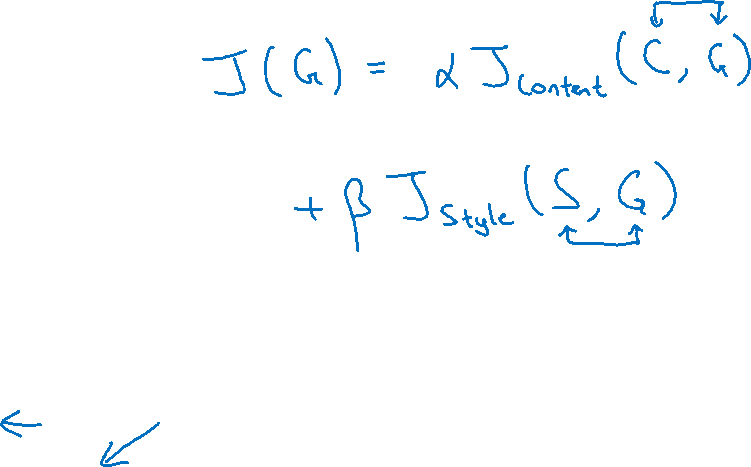 J(G) = α J_Content (C, G)
+ β J_Style (S, G)